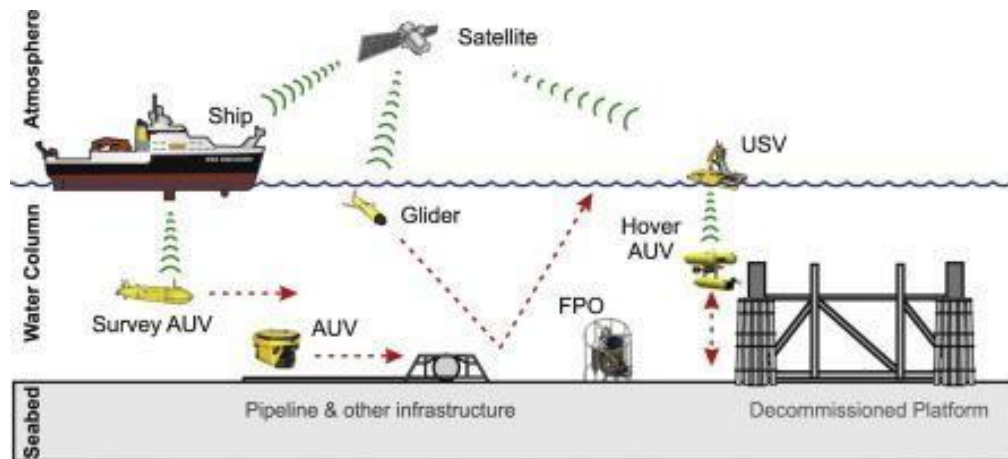 Atmosphere
Satellite
Ship
USV
Water Column
Glider
Hover
AUV
Survey AUV
AUV
FPO
Seabed
Pipeline & other infrastructure
Decommissioned Platform